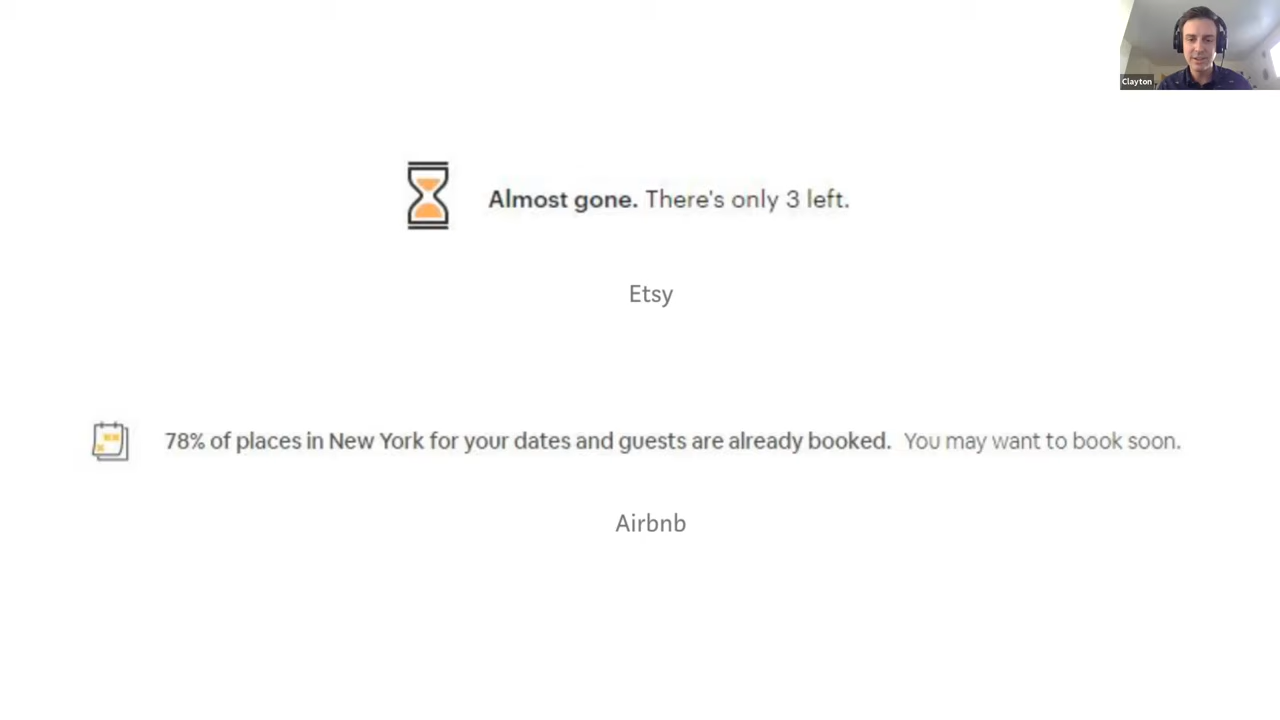 Clayton
Almost gone. There's only 3 left.
Etsy
78% of places in New York for your dates and guests are already booked. You may want to book soon.
Airbnb